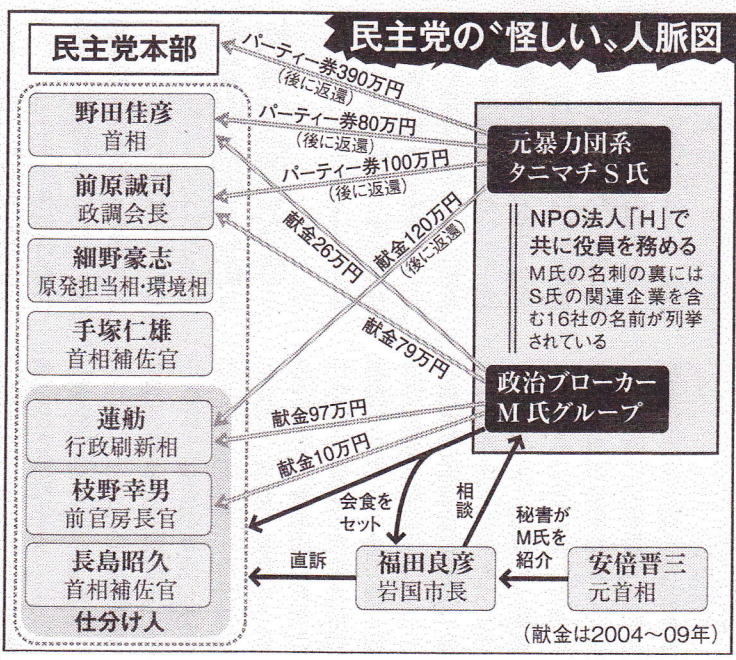 民主党の〝怪しい〟人脈図
民主党本部
野田佳彦
首相
前原誠司
政調会長
細野豪志
原発担当相・環境相
手塚仁雄
首相補佐官
蓮舫
行政刷新相
枝野幸男
前官房長官
長島昭久
首相補佐官
仕分け人
パーティー券390万円
(後に返還)
パーティー券80万円
(後に返還)
パーティー券100万円
(後に返還)
献金120万円
(後に返還)
献金26万円
献金79万円
献金97万円
献金10万円
元暴力団系
タニマチS氏
NPO法人「H」で
共に役員を務める
M氏の名刺の裏には
S氏の関連企業を含
む16社の名前が列挙
されている
政治ブローカー
M氏グループ
会食を
セット
相談
直訴
福田良彦
岩国市長
秘書が
M氏を
紹介
安倍晋三
元首相
(献金は2004〜09年)